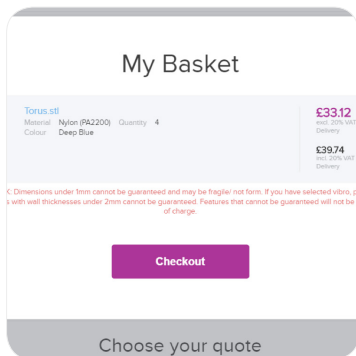 My Basket
Torus.stl
£33.12
Material Nylon (PA2200) Quantity 4
excl. 20% VAT
Colour Deep Blue
Delivery
£39.74
incl. 20% VAT
Delivery
K: Dimensions under 1mm cannot be guaranteed and may be fragile/ not form. If you have selected vibro, p
s with wall thicknesses under 2mm cannot be guaranteed. Features that cannot be guaranteed will not be
of charge.
Checkout
Choose your quote